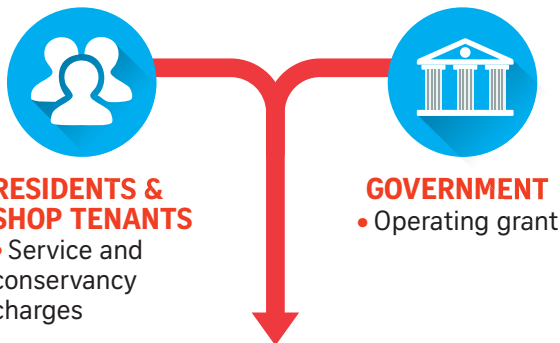 RESIDENTS &
SHOP TENANTS
• Service and
conservancy
charges
GOVERNMENT
• Operating grant